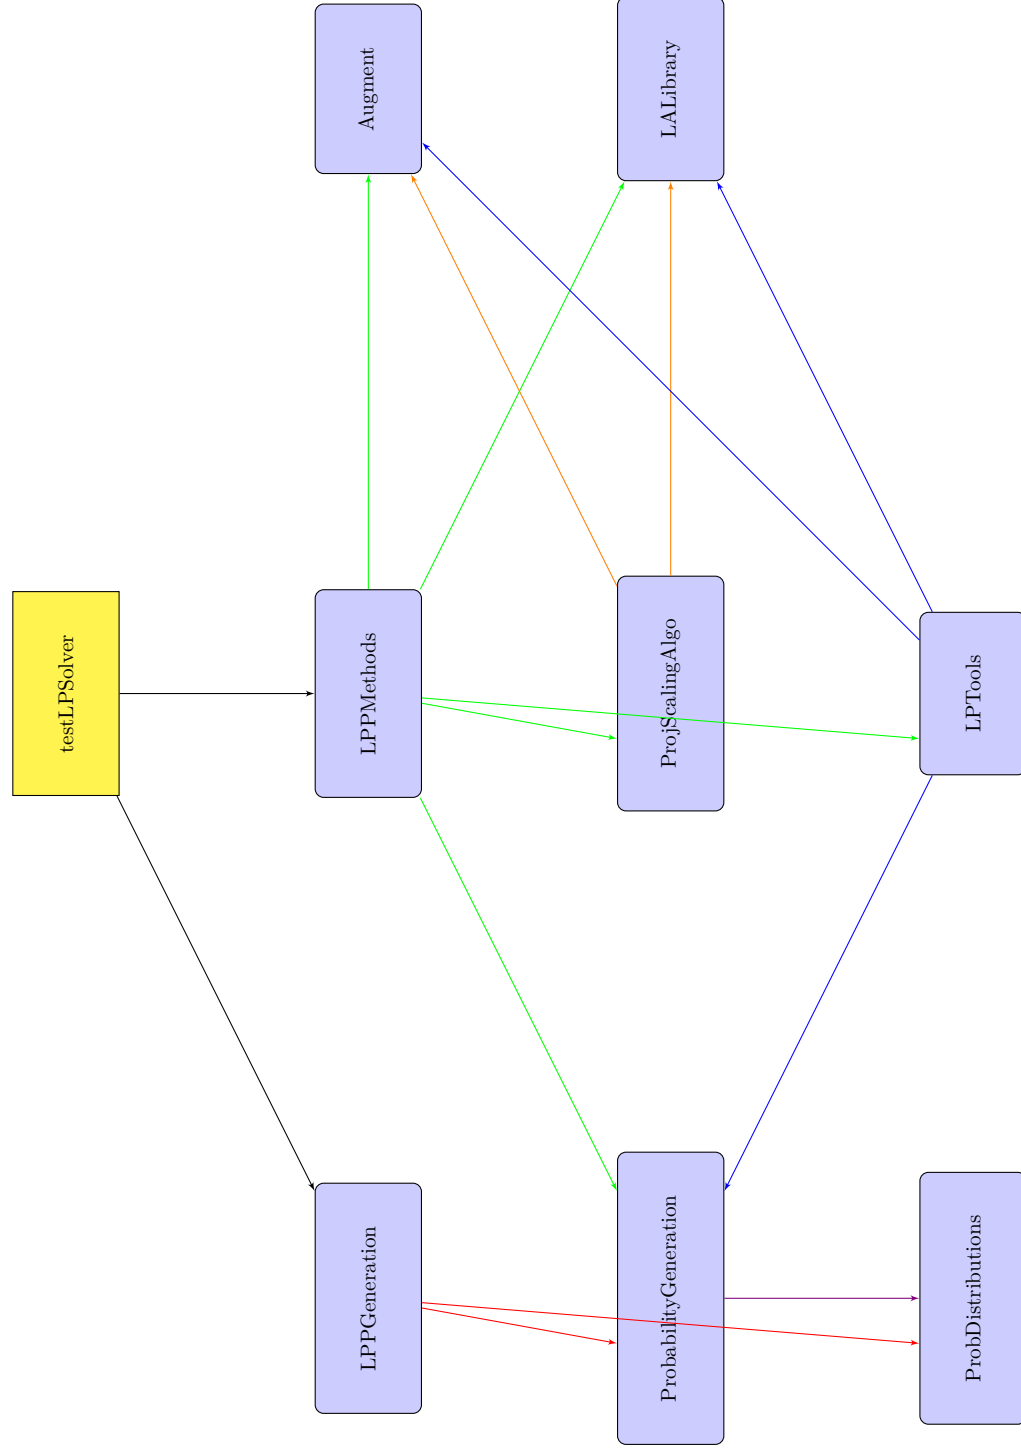 testLPSolver
LPPGeneration
LPPMethods
Augment
ProbabilityGeneration
ProjScalingAlgo
LALibrary
ProbDistributions
LPTools